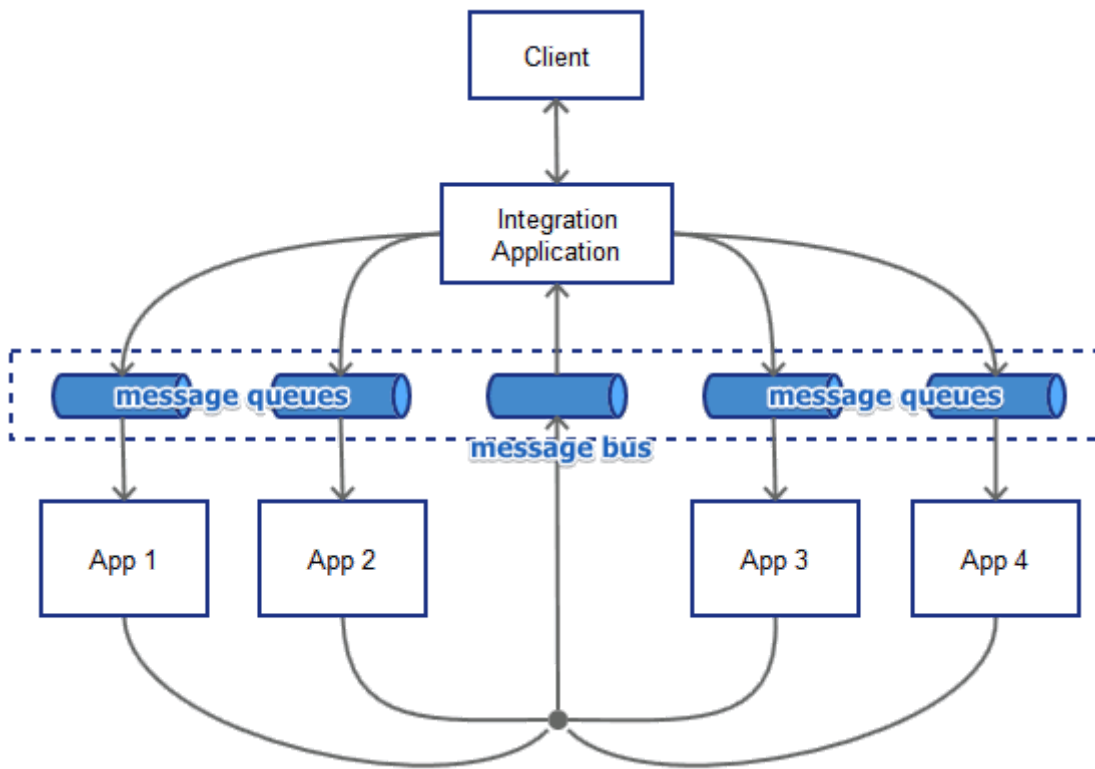 Client
Integration
Application
message queues
message queues
message bus
App 1
App 2
App 3
App 4